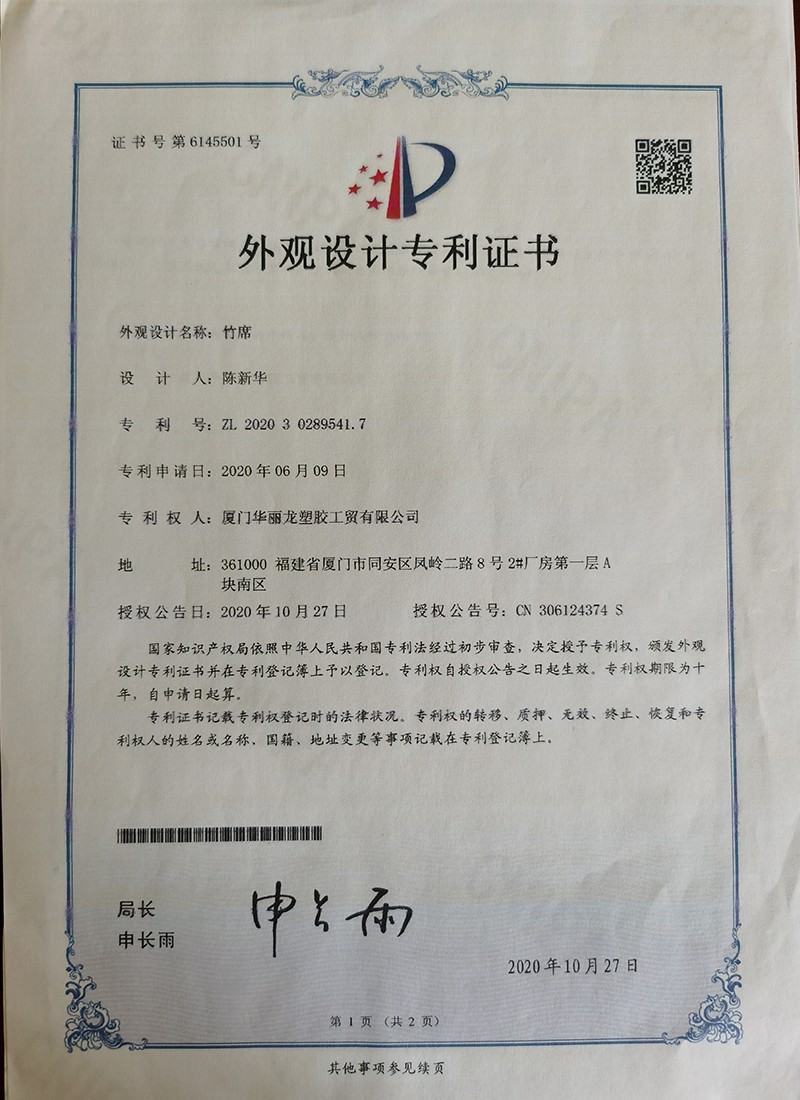 证书号第6145501号
外观设计专利证书
外观设计名称：竹席
设计人：陈新华
专利号：ZL 2020 3 0289541.7
专利申请日：2020年06月09日
专利权人：厦门华丽龙塑胶工贸有限公司
地址：361000 福建省厦门市同安区凤岭二路8号2#厂房第一层A
块南区
授权公告日：2020年10月27日 授权公告号：CN 306124374 S
国家知识产权局依照中华人民共和国专利法经过初步审查，决定授予专利权，颁发外观
设计专利证书并在专利登记簿上予以登记。专利权自授权公告之日起生效。专利权期限为十
年，自申请日起算。
专利证书记载专利权登记时的法律状况。专利权的转移、质押、无效、终止、恢复和专
利权人的姓名或名称、国籍、地址变更等事项记载在专利登记簿上。
局长
申长雨
申长雨
2020年10月27日
第1页（共2页）
其他事项参见续页